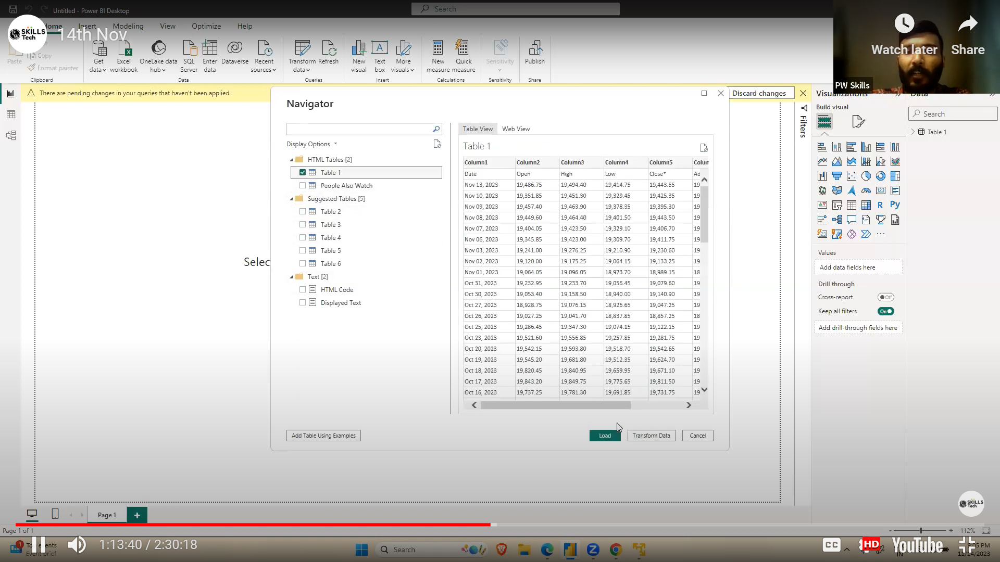 Untitled - Power BI Desktop
Search
Home Insert Modeling View Optimize Help
SKILLS
Tech
14th Nov
Watch later
Share
PW Skills
Paste
Copy
Format painter
Clipboard
Get data
Excel workbook
OneLake data hub
SQL Server
Enter data
Dataverse
Recent sources
Data
Transform data
Refresh
Queries
New visual
Text box
More visuals
Insert
New measure
Quick measure
Calculations
Sensitivity
Sensitivity
Publish
Share
There are pending changes in your queries that haven't been applied.
Discard changes
Navigator
Display Options
HTML Tables [2]
Table 1
People Also Watch
Suggested Tables [5]
Table 2
Table 3
Table 4
Table 5
Table 6
Text [2]
HTML Code
Displayed Text
Table View Web View
Table 1
Column1 Column2 Column3 Column4 Column5 Colum
Date Open High Low Close* Ad
Nov 13, 2023 19,486.75 19,494.40 19,414.75 19,443.55 19
Nov 10, 2023 19,351.85 19,451.30 19,329.45 19,425.35 19
Nov 09, 2023 19,457.40 19,463.90 19,378.35 19,395.30 19
Nov 08, 2023 19,449.60 19,464.40 19,401.50 19,443.50 19
Nov 07, 2023 19,404.05 19,423.50 19,329.10 19,406.70 19
Nov 06, 2023 19,345.85 19,423.00 19,309.70 19,411.75 19
Nov 03, 2023 19,241.00 19,276.25 19,210.90 19,230.60 19
Nov 02, 2023 19,120.00 19,175.25 19,064.15 19,133.25 19
Nov 01, 2023 19,064.05 19,096.05 18,973.70 18,989.15 18
Oct 31, 2023 19,232.95 19,233.70 19,056.45 19,079.60 19
Oct 30, 2023 19,053.40 19,158.50 18,940.00 19,140.90 19
Oct 27, 2023 18,928.75 19,076.15 18,926.65 19,047.25 19
Oct 26, 2023 19,027.25 19,041.70 18,837.85 18,857.25 18
Oct 25, 2023 19,286.45 19,347.30 19,074.15 19,122.15 19
Oct 23, 2023 19,521.60 19,556.85 19,257.85 19,281.75 19
Oct 20, 2023 19,542.15 19,593.80 19,518.70 19,542.65 19
Oct 19, 2023 19,545.20 19,681.80 19,512.35 19,624.70 19
Oct 18, 2023 19,820.45 19,840.95 19,659.95 19,671.10 19
Oct 17, 2023 19,843.20 19,849.75 19,775.65 19,811.50 19
Oct 16, 2023 19,737.25 19,781.30 19,691.85 19,731.75 19
Add Table Using Examples
Load
Transform Data
Cancel
Selec
Filters
Visualizations
Build visual
R
Py
123
Values
Add data fields here
Drill through
Cross-report
Off
Keep all filters
On
Add drill-through fields here
Data
Search
Table 1
SKILLS
Tech
Page 1
Page 1 of 1
- + 112%
Event brief
1:13:40 / 2:30:18
Search
CC
HD
YouTube
11/14/2023